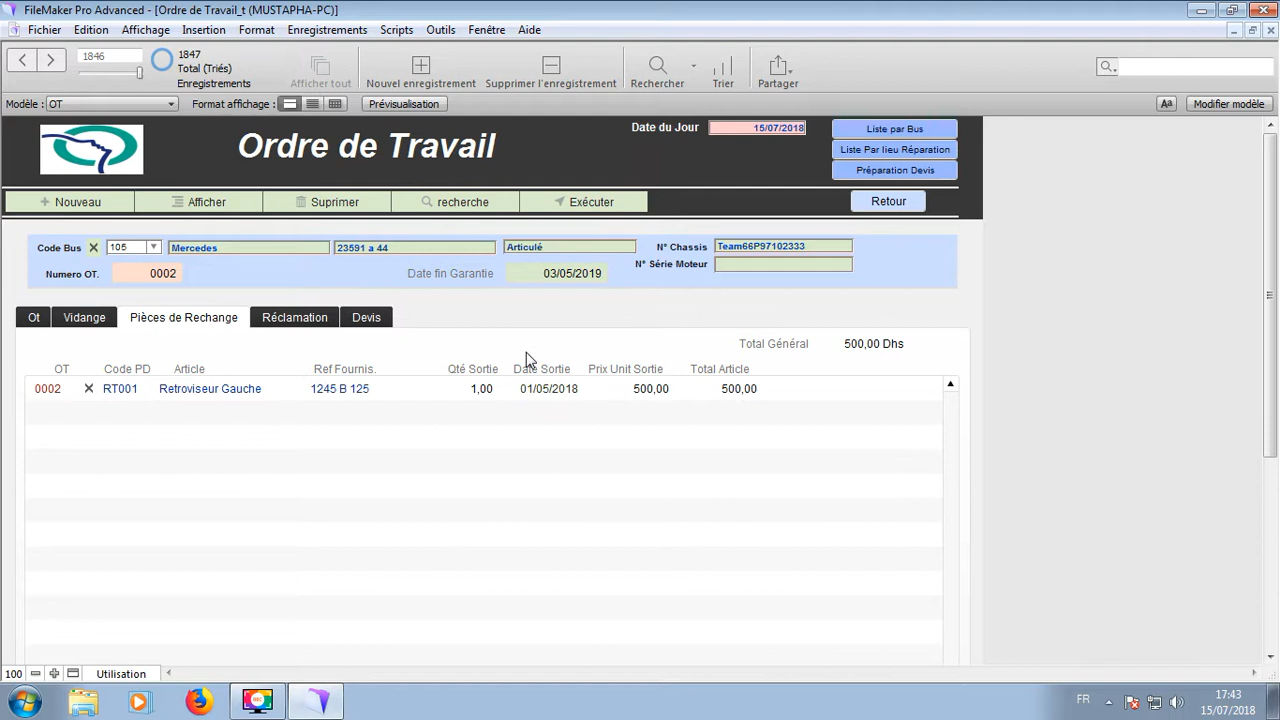 FileMaker Pro Advanced - [Ordre de Travail_t (MUSTAPHA-PC)]
Fichier Edition Affichage Insertion Format Enregistrements Scripts Outils Fenêtre Aide
1846
1847
Total (Triés)
Enregistrements
Afficher tout
Nouvel enregistrement
Supprimer l'enregistrement
Rechercher
Trier
Partager
Modèle : OT
Format affichage :
Prévisualisation
Aa
Modifier modèle
Ordre de Travail
Date du Jour 15/07/2018
Liste par Bus
Liste Par lieu Réparation
Préparation Devis
+ Nouveau
Afficher
Suprimer
recherche
Exécuter
Retour
Code Bus 105 Mercedes 23591 a 44 Articulé N° Chassis Team66P97102333
N° Série Moteur
Numero OT. 0002 Date fin Garantie 03/05/2019
Ot Vidange Pièces de Rechange Réclamation Devis
Total Général 500,00 Dhs
OT Code PD Article Ref Fournis. Qté Sortie Date Sortie Prix Unit Sortie Total Article
0002 RT001 Retroviseur Gauche 1245 B 125 1,00 01/05/2018 500,00 500,00
100 Utilisation
REC
FR
17:43
15/07/2018